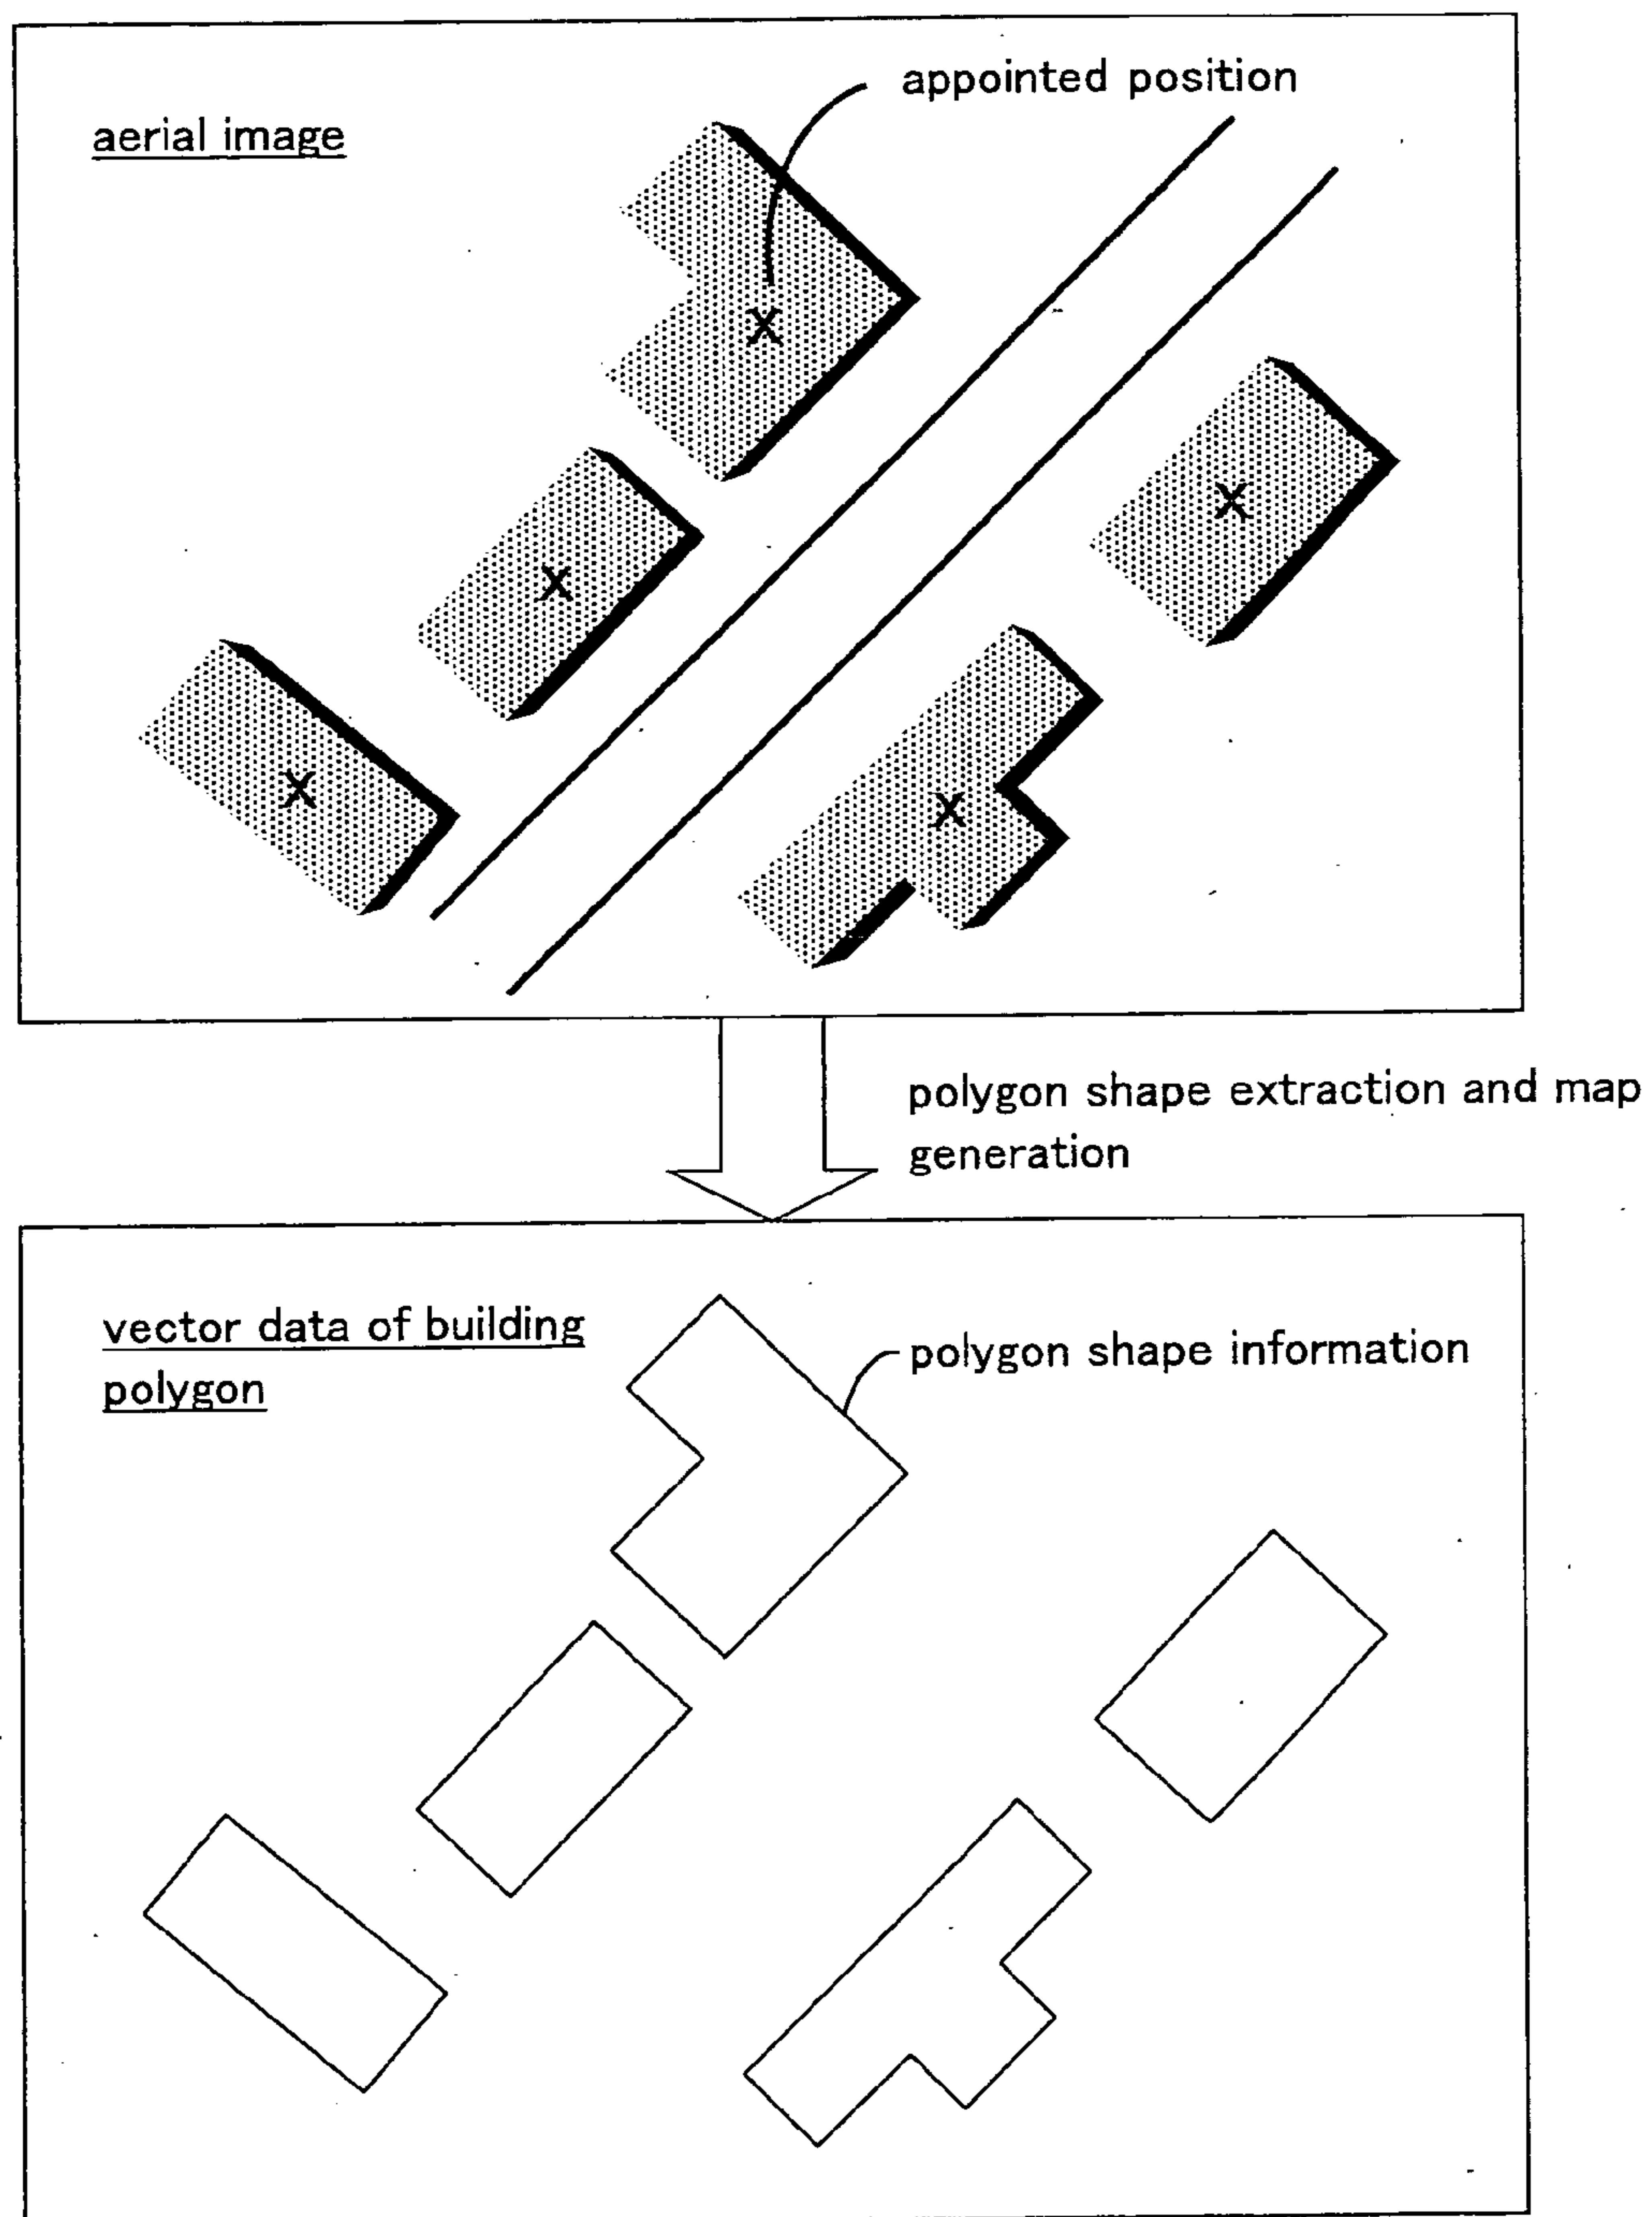 appointed position
aerial image
X
X
X
X
X
polygon shape extraction and map
generation
vector data of building
polygon
polygon shape information